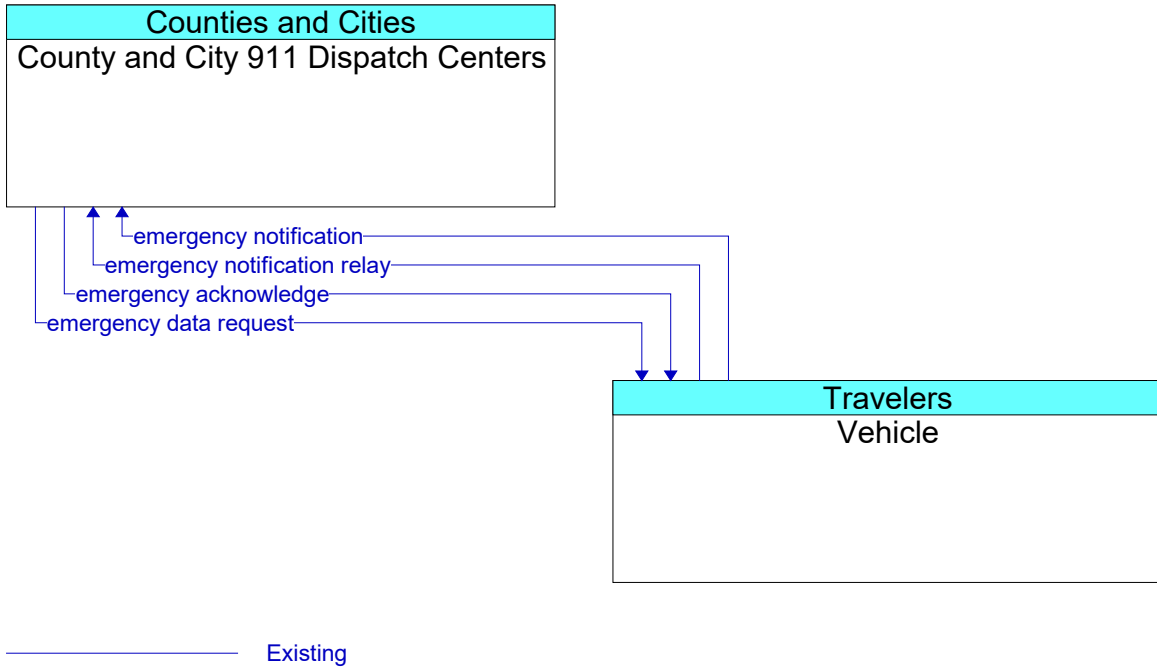 Counties and Cities
County and City 911 Dispatch Centers
emergency notification
emergency notification relay
emergency acknowledge
emergency data request
Travelers
Vehicle
Existing